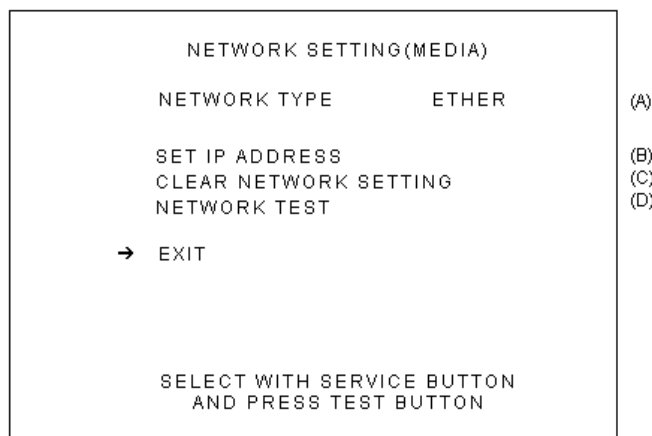 NETWORK SETTING(MEDIA)
NETWORK TYPE ETHER (A)
SET IP ADDRESS (B)
CLEAR NETWORK SETTING (C)
NETWORK TEST (D)
→ EXIT
SELECT WITH SERVICE BUTTON
AND PRESS TEST BUTTON